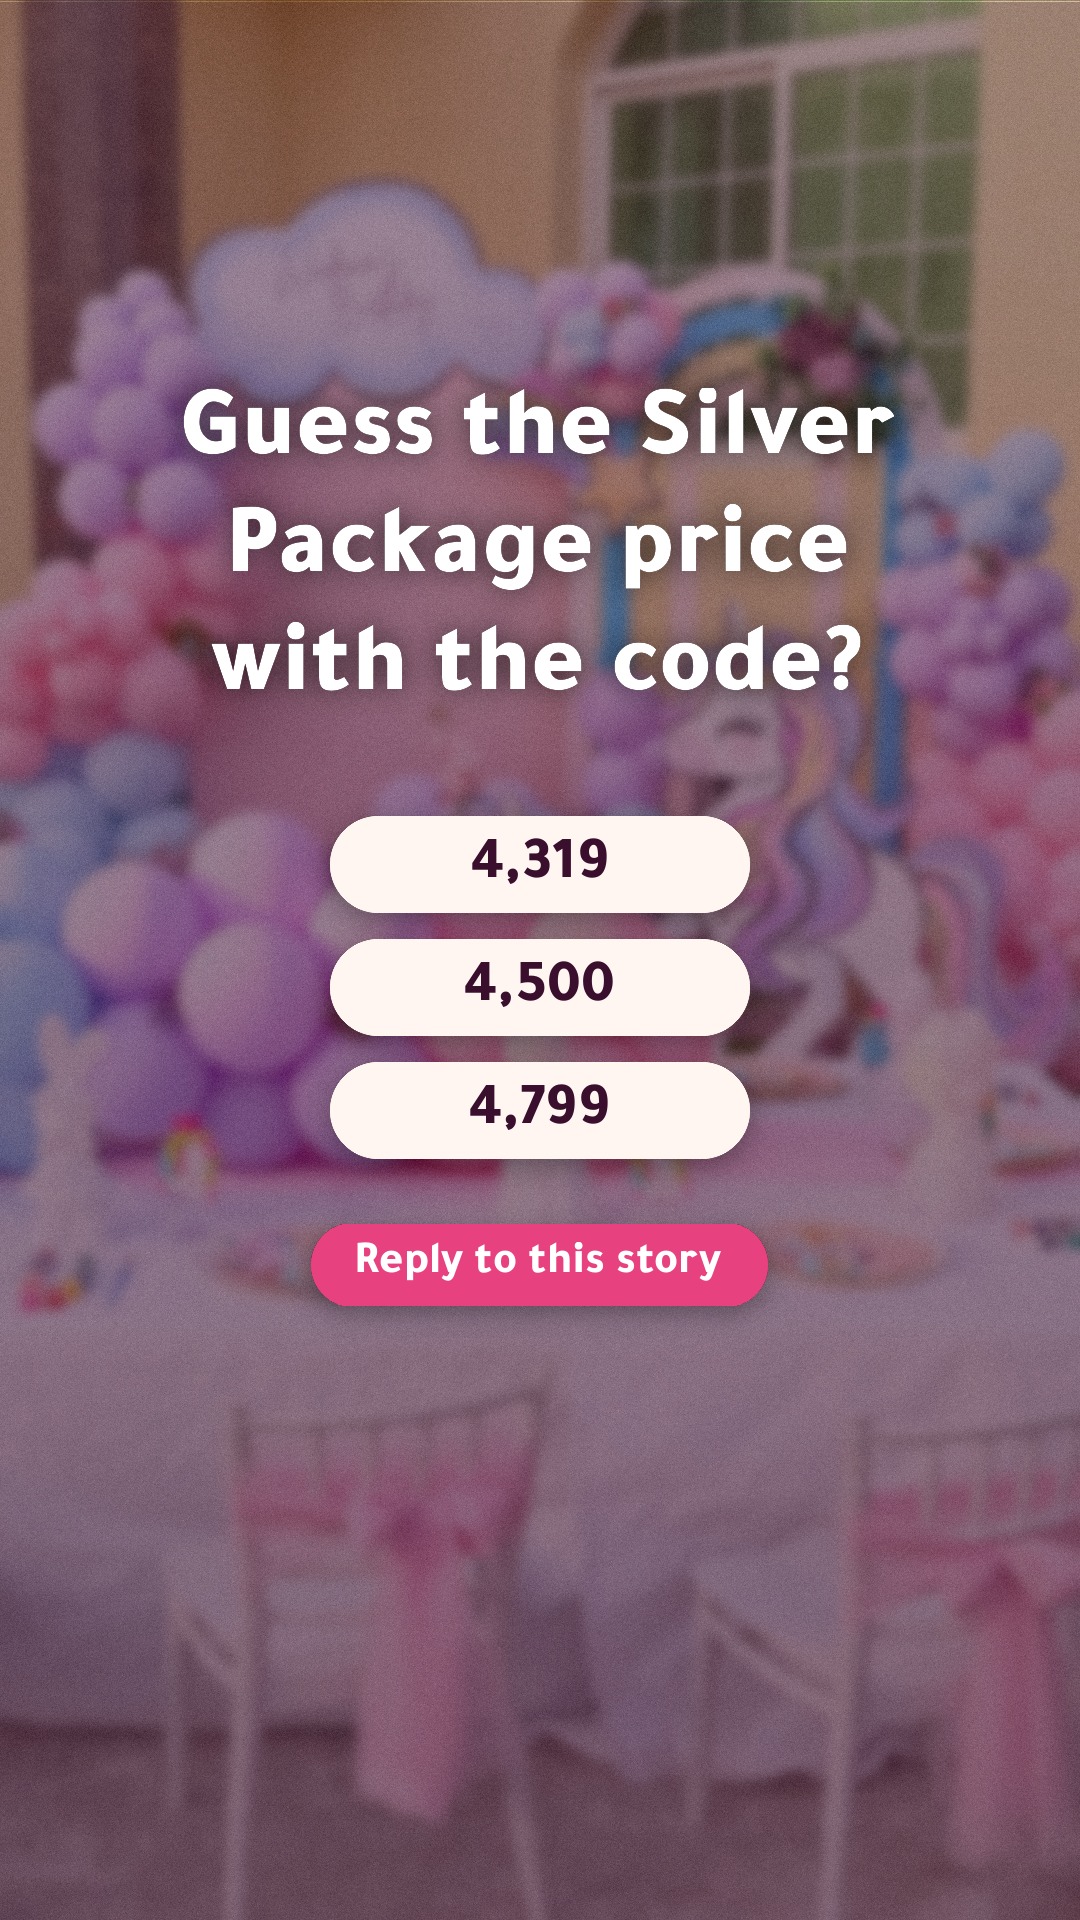 Guess the Silver
Package price
with the code?
4,319
4,500
4,799
Reply to this story